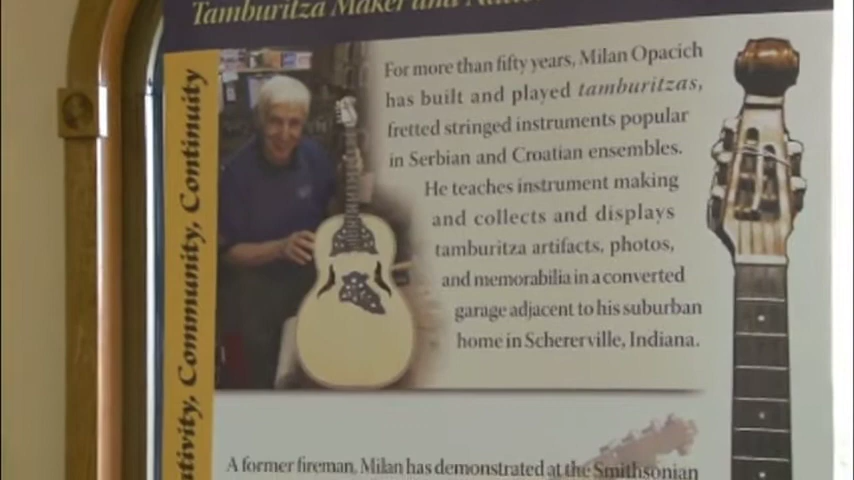 Tamburitza Maker and
Creativity, Community, Continuity
For more than fifty years, Milan Opacich
has built and played tamburitzas,
fretted stringed instruments popular
in Serbian and Croatian ensembles.
He teaches instrument making
and collects and displays
tamburitza artifacts, photos,
and memorabilia in a converted
garage adjacent to his suburban
home in Schererville, Indiana.
A former fireman, Milan has demonstrated at the Smithsonian